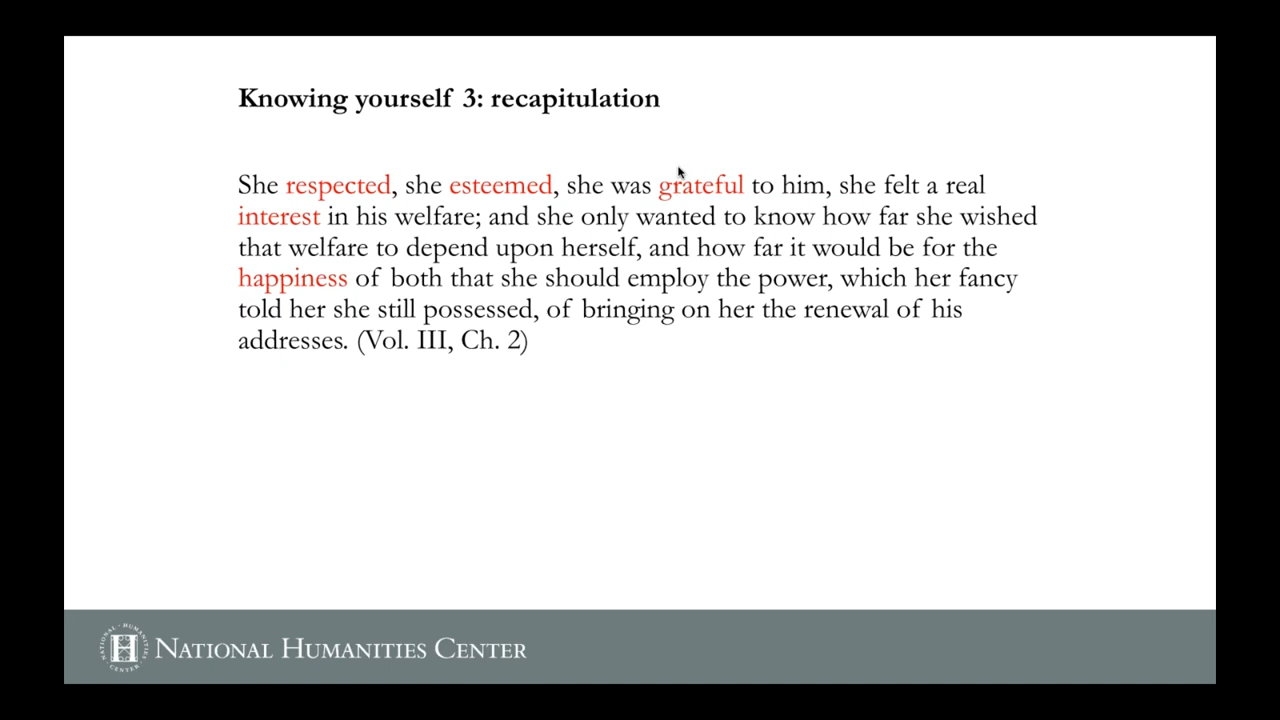 Knowing yourself 3: recapitulation
She respected, she esteemed, she was grateful to him, she felt a real
interest in his welfare; and she only wanted to know how far she wished
that welfare to depend upon herself, and how far it would be for the
happiness of both that she should employ the power, which her fancy
told her she still possessed, of bringing on her the renewal of his
addresses. (Vol. III, Ch. 2)
NATIONAL HUMANITIES CENTER
NATIONAL HUMANITIES CENTER